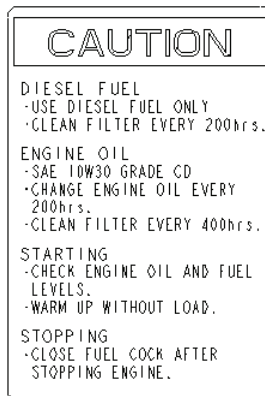 CAUTION
DIESEL FUEL
·USE DIESEL FUEL ONLY
·CLEAN FILTER EVERY 200hrs.
ENGINE OIL
·SAE 10W30 GRADE CD
·CHANGE ENGINE OIL EVERY
200hrs.
·CLEAN FILTER EVERY 400hrs.
STARTING
·CHECK ENGINE OIL AND FUEL
LEVELS.
·WARM UP WITHOUT LOAD.
STOPPING
·CLOSE FUEL COCK AFTER
STOPPING ENGINE.